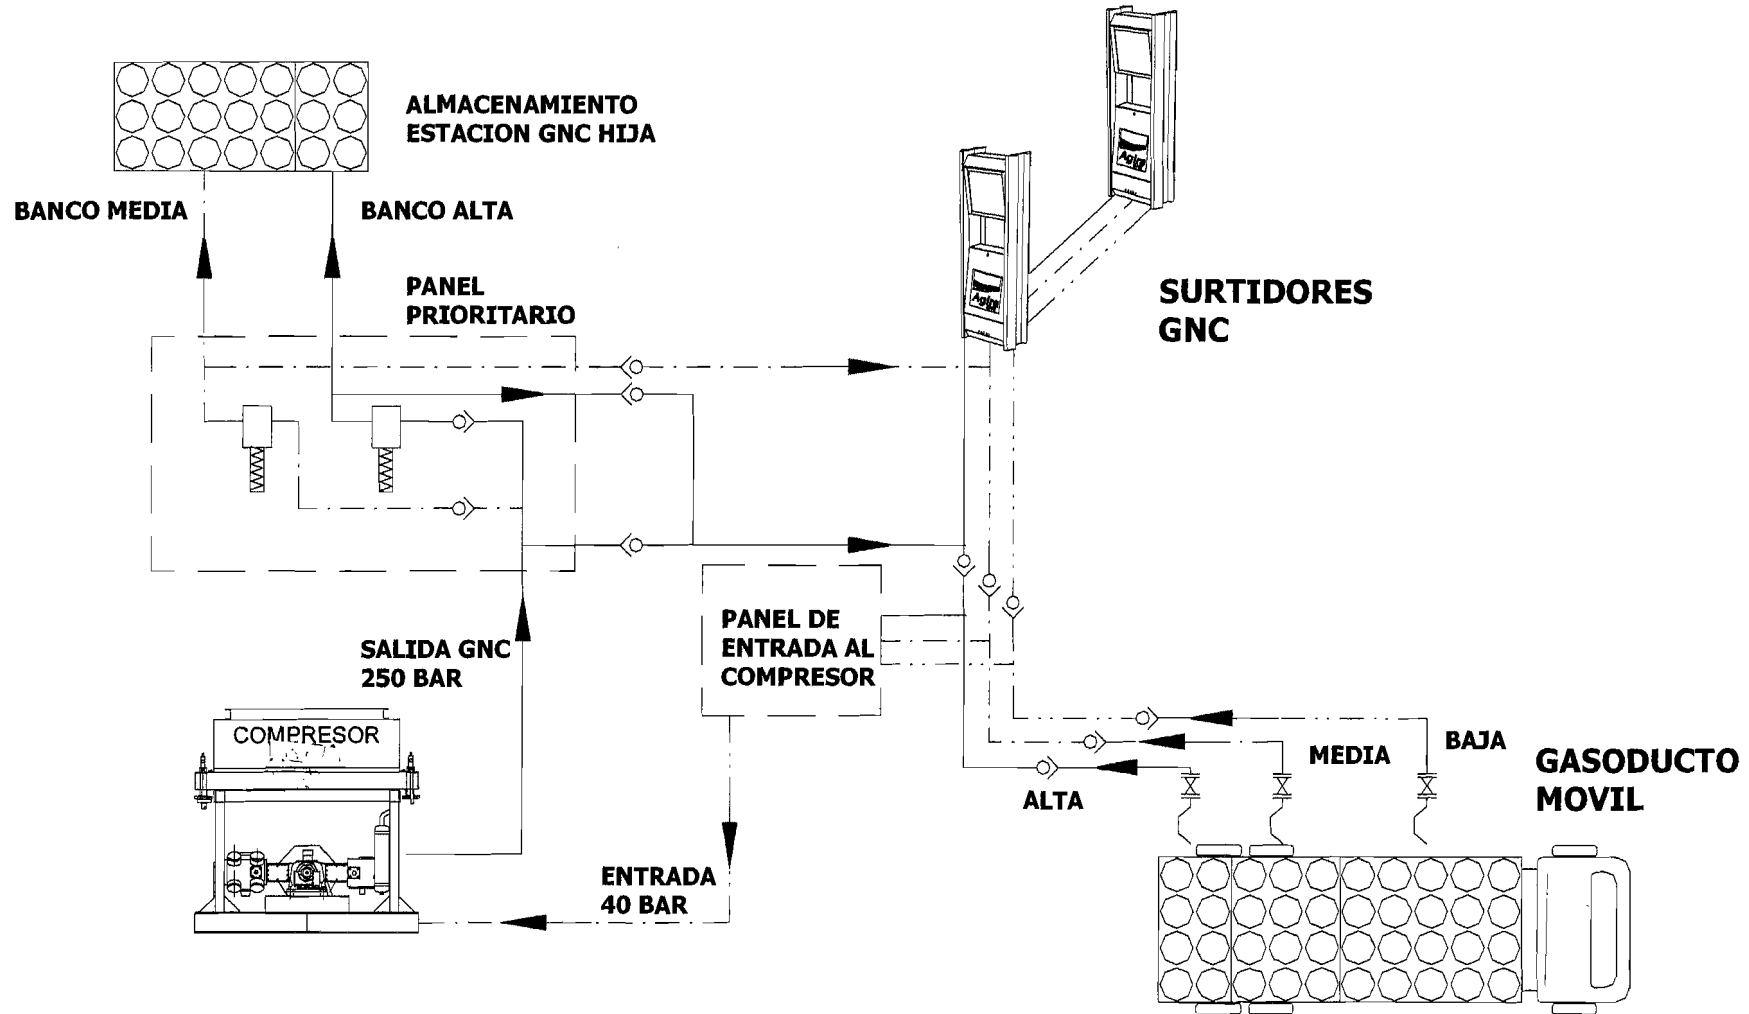 ALMACENAMIENTO
ESTACION GNC HIJA
BANCO MEDIA
BANCO ALTA
PANEL
PRIORITARIO
SURTIDORES
GNC
SALIDA GNC
250 BAR
PANEL DE
ENTRADA AL
COMPRESOR
COMPRESOR
ENTRADA
40 BAR
ALTA
MEDIA
BAJA
GASODUCTO
MOVIL